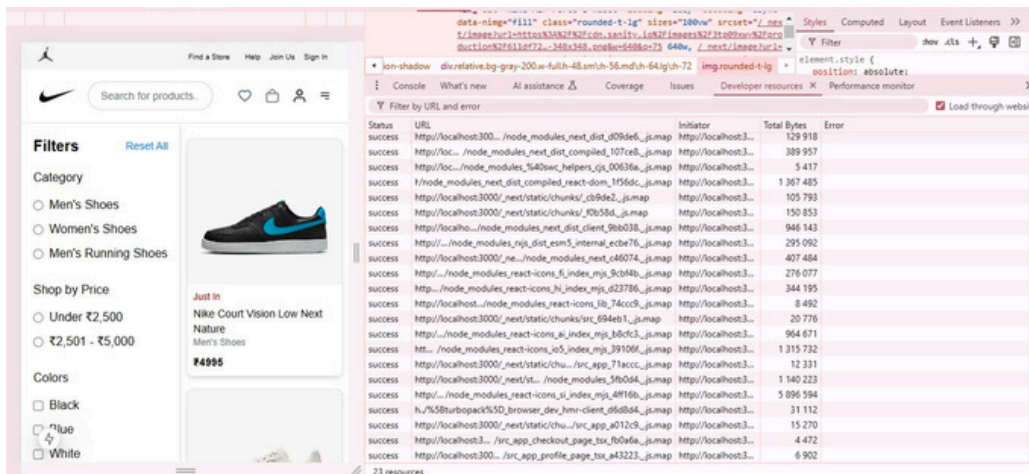 data-nimg="fill" class="rounded-t-lg" sizes="100vw" srcset="/_nex
t/image?url=https%3A%2F%2Fcdn.sanity.io%2Fimages%2F3tp09xwy%2Fpro
duction%2F611df72…-348x348.png&w=640&q=75 640w, /_next/image?url=
Styles Computed Layout Event Listeners
Filter :hov .cls
element.style {
position: absolute;
ion-shadow div.relative.bg-gray-200.w-full.h-48.sm\:h-56.md\:h-64.lg\:h-72 img.rounded-t-lg
Find a Store Help Join Us Sign In
Search for products..
Filters Reset All
Category
Men's Shoes
Women's Shoes
Men's Running Shoes
Shop by Price
Under ₹2,500
₹2,501 - ₹5,000
Colors
Black
Blue
White
Just In
Nike Court Vision Low Next
Nature
Men's Shoes
₹4995
Console What's new AI assistance Coverage Issues Developer resources × Performance monitor
Filter by URL and error Load through websi
Status URL Initiator Total Bytes Error
success http://localhost:300... /node_modules_next_dist_d09de6._.js.map http://localhost:3... 129 918
success http://loc... /node_modules_next_dist_compiled_107ce8._.js.map http://localhost:3... 389 957
success http://loc.../node_modules_%40swc_helpers_cjs_00636a._.js.map http://localhost:3... 5 417
success h/node_modules_next_dist_compiled_react-dom_1f56dc._.js.map http://localhost:3... 1 367 485
success http://localhost:3000/_next/static/chunks/_cb9de2._.js.map http://localhost:3... 105 793
success http://localhost:3000/_next/static/chunks/_f0b58d._.js.map http://localhost:3... 150 853
success http://localho.../node_modules_next_dist_client_9bb038._.js.map http://localhost:3... 946 143
success http://.../node_modules_rxjs_dist_esm5_internal_ecbe76._.js.map http://localhost:3... 295 092
success http://localhost:3000/_ne.../node_modules_next_c46074._.js.map http://localhost:3... 407 484
success http:/.../node_modules_react-icons_fi_index_mjs_9cbf4b._.js.map http://localhost:3... 276 077
success http.../node_modules_react-icons_hi_index_mjs_d23786._.js.map http://localhost:3... 344 195
success http://localhost.../node_modules_react-icons_lib_74ccc9._.js.map http://localhost:3... 8 492
success http://localhost:3000/_next/static/chunks/src_694eb1._.js.map http://localhost:3... 20 776
success http:/.../node_modules_react-icons_ai_index_mjs_b8cfc3._.js.map http://localhost:3... 964 671
success htt... /node_modules_react-icons_io5_index_mjs_39106f._.js.map http://localhost:3... 1 315 732
success http://localhost:3000/_next/static/chu.../src_app_71accc._.js.map http://localhost:3... 12 331
success http://localhost:3000/_next/st... /node_modules_5fb0d4._.js.map http://localhost:3... 1 140 223
success http:/.../node_modules_react-icons_si_index_mjs_4ff16b._.js.map http://localhost:3... 5 896 594
success h../%5Bturbopack%5D_browser_dev_hmr-client_d6d8d4._.js.map http://localhost:3... 31 112
success http://localhost:3000/_next/static/chu.../src_app_a012c9._.js.map http://localhost:3... 15 270
success http://localhost:3... /src_app_checkout_page_tsx_fb0a6a._.js.map http://localhost:3... 4 472
success http://localhost:300... /src_app_profile_page_tsx_a43223._.js.map http://localhost:3... 6 902
23 resources